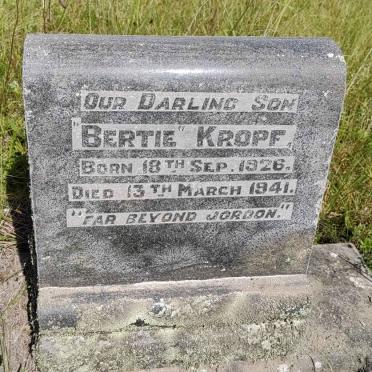 Our Darling Son
"Bertie" Kropf.
Born 18th Sep. 1926.
Died 13th March 1941.
"Far Beyond Jordon."